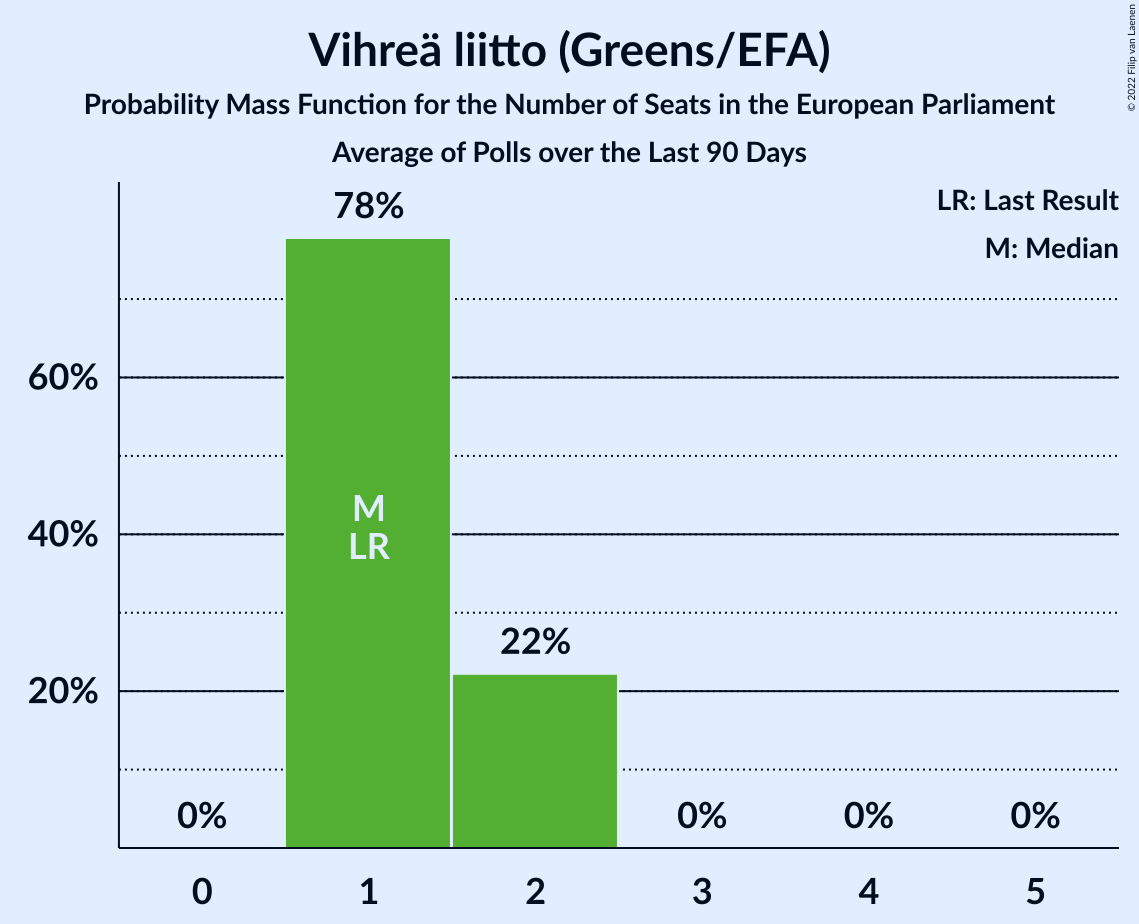 Vihreä liitto (Greens/EFA)
Probability Mass Function for the Number of Seats in the European Parliament
Average of Polls over the Last 90 Days
© 2022 Filip van Laenen
LR: Last Result
M: Median
78%
60%
M
LR
40%
22%
20%
0%
0%
0%
0%
0
1
2
3
4
5